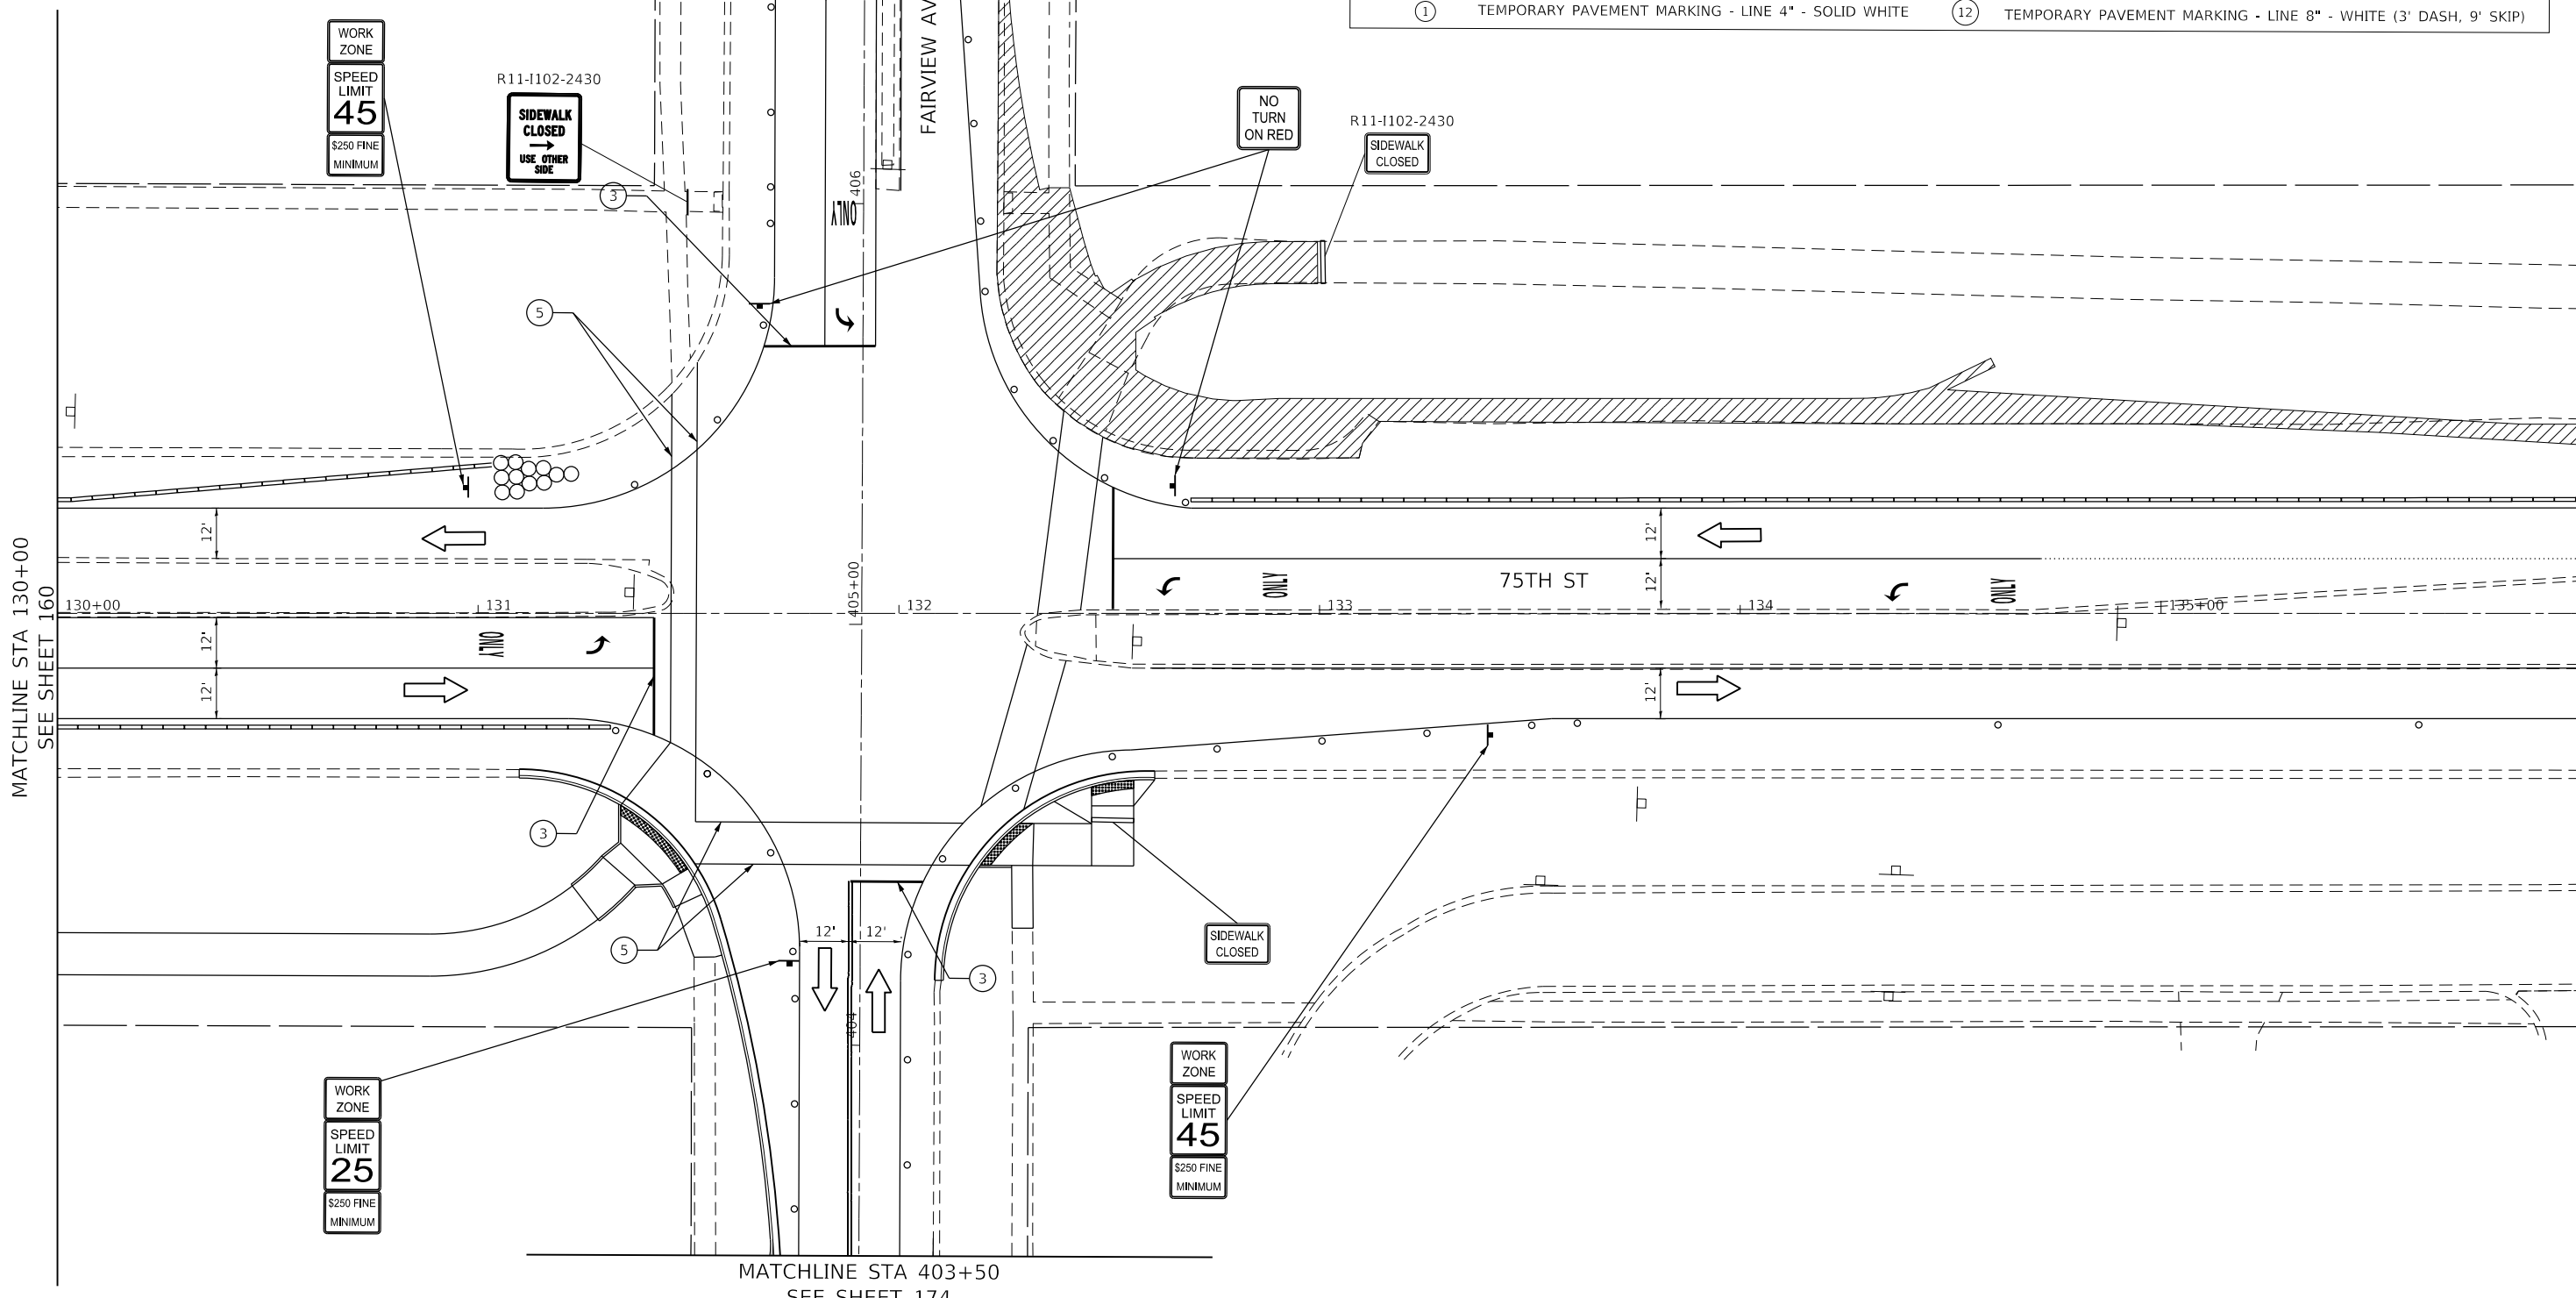 1 TEMPORARY PAVEMENT MARKING - LINE 4" - SOLID WHITE
12 TEMPORARY PAVEMENT MARKING - LINE 8" - WHITE (3' DASH, 9' SKIP)
WORK
ZONE
SPEED
LIMIT
45
$250 FINE
MINIMUM
R11-I102-2430
SIDEWALK
CLOSED
→
USE OTHER
SIDE
3
FAIRVIEW AV
406
ONLY
NO
TURN
ON RED
R11-I102-2430
SIDEWALK
CLOSED
5
12'
12'
12'
75TH ST
ONLY
ONLY
MATCHLINE STA 130+00
SEE SHEET 160
130+00
131
405+00
132
133
134
135+00
12'
12'
ONLY
12'
3
5
12'
12'
3
404
SIDEWALK
CLOSED
WORK
ZONE
SPEED
LIMIT
25
$250 FINE
MINIMUM
WORK
ZONE
SPEED
LIMIT
45
$250 FINE
MINIMUM
MATCHLINE STA 403+50
SEE SHEET 174